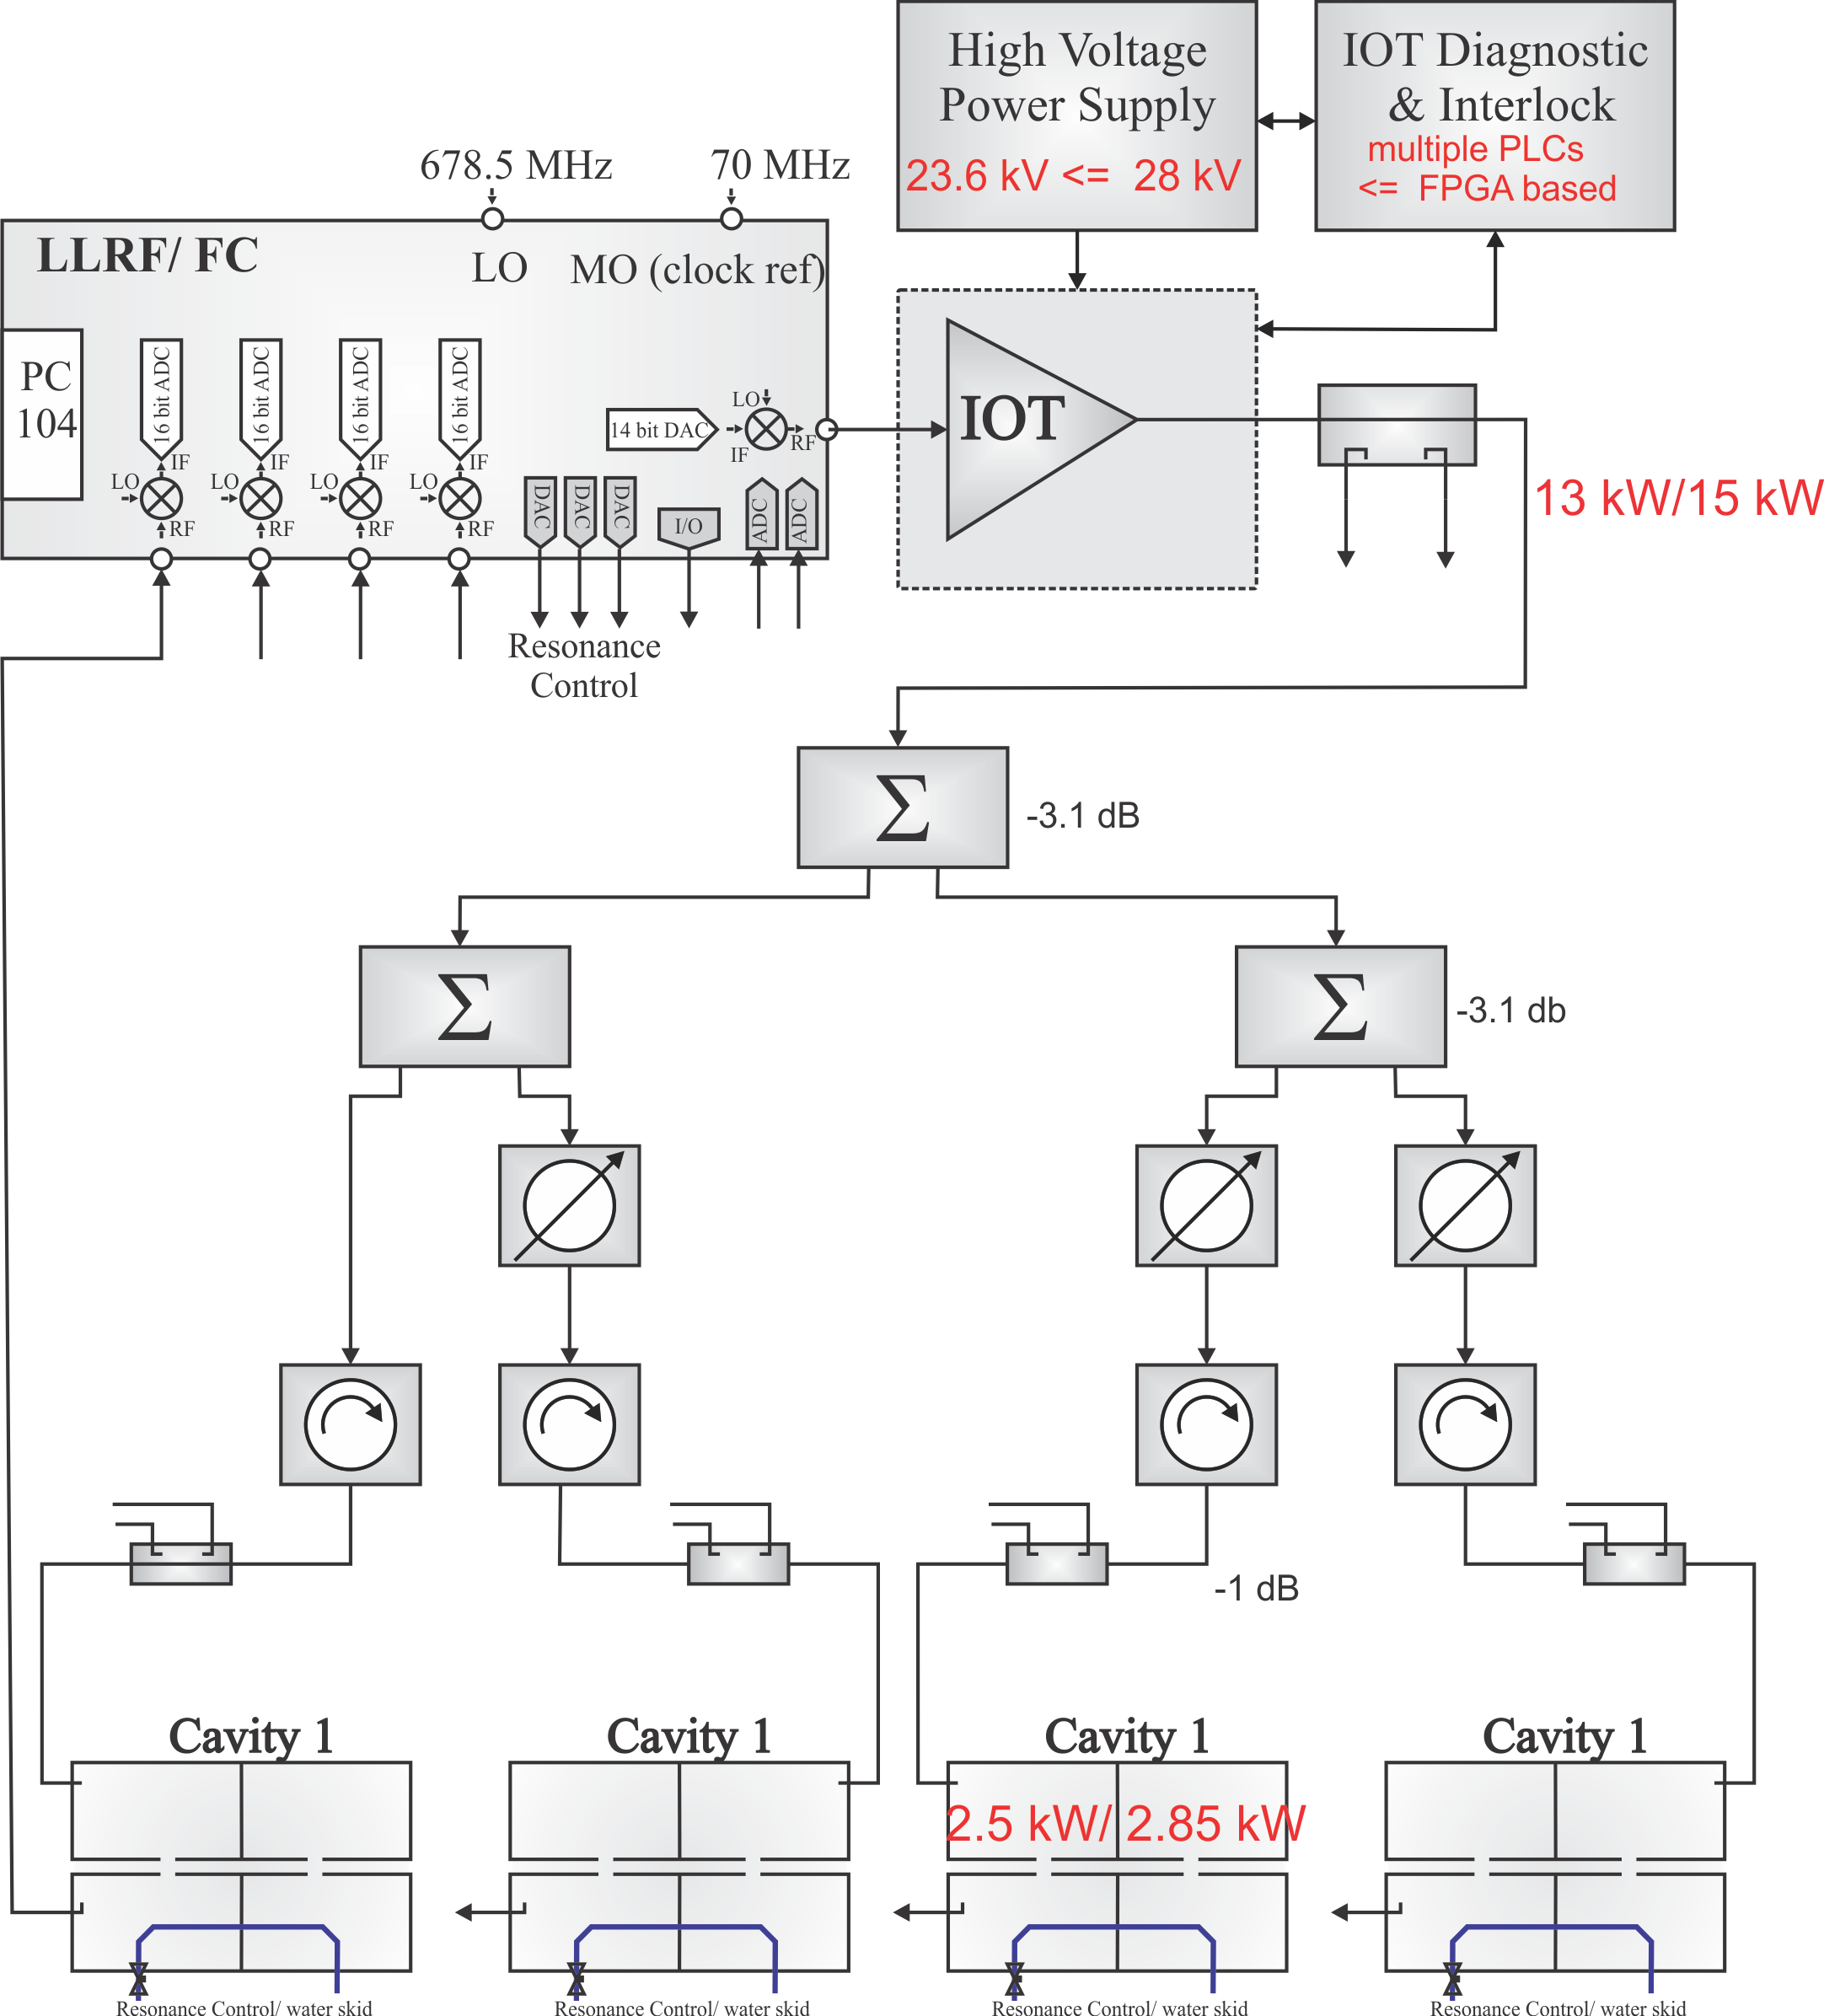 High Voltage
Power Supply
23.6 kV <= 28 kV
IOT Diagnostic
& Interlock
multiple PLCs
<= FPGA based
678.5 MHz
70 MHz
LLRF/ FC
LO
MO (clock ref)
PC
104
16 bit ADC
16 bit ADC
16 bit ADC
16 bit ADC
IF
IF
IF
IF
LO
LO
LO
LO
RF
RF
RF
RF
14 bit DAC
LO
IF
RF
DAC
DAC
DAC
I/O
ADC
ADC
Resonance
Control
IOT
13 kW/15 kW
Σ
-3.1 dB
Σ
Σ
-3.1 db
-1 dB
Cavity 1
Cavity 1
Cavity 1
Cavity 1
2.5 kW/ 2.85 kW
Resonance Control/ water skid
Resonance Control/ water skid
Resonance Control/ water skid
Resonance Control/ water skid